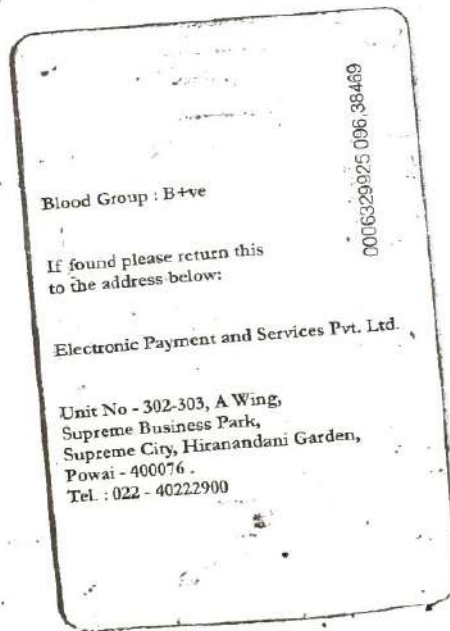 0006329925 096,38469
Blood Group : B+ve
If found please return this
to the address below:
Electronic Payment and Services Pvt. Ltd.
Unit No - 302-303, A Wing,
Supreme Business Park,
Supreme City, Hiranandani Garden,
Powai - 400076 .
Tel. : 022 - 40222900